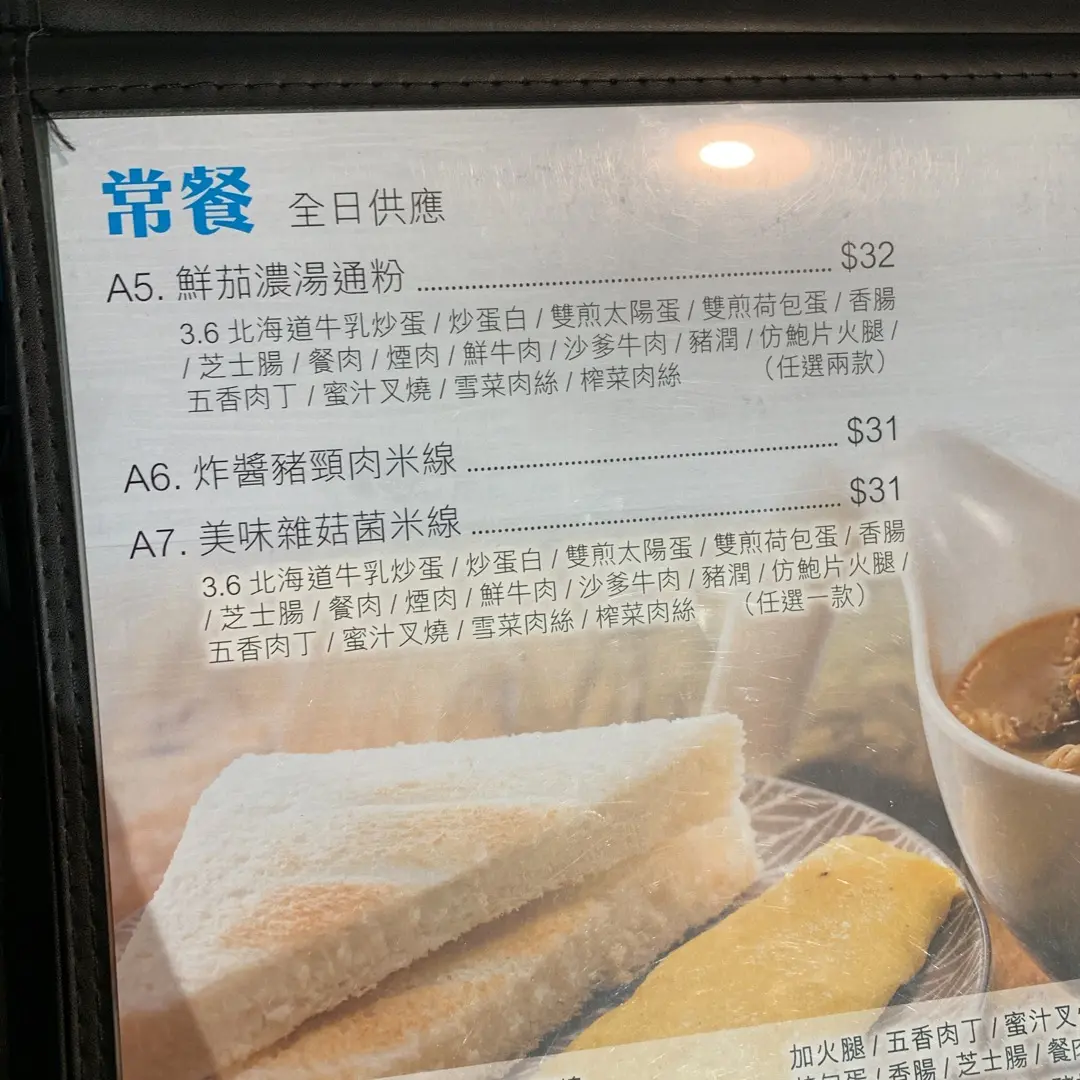 常餐 全日供應
A5. 鮮茄濃湯通粉 $32
3.6 北海道牛乳炒蛋 / 炒蛋白 / 雙煎太陽蛋 / 雙煎荷包蛋 / 香腸
/ 芝士腸 / 餐肉 / 煙肉 / 鮮牛肉 / 沙爹牛肉 / 豬潤 / 仿鮑片火腿 /
五香肉丁 / 蜜汁叉燒 / 雪菜肉絲 / 榨菜肉絲 （任選兩款）
A6. 炸醬豬頸肉米線 $31
A7. 美味雜菇菌米線 $31
3.6 北海道牛乳炒蛋 / 炒蛋白 / 雙煎太陽蛋 / 雙煎荷包蛋 / 香腸
/ 芝士腸 / 餐肉 / 煙肉 / 鮮牛肉 / 沙爹牛肉 / 豬潤 / 仿鮑片火腿 /
五香肉丁 / 蜜汁叉燒 / 雪菜肉絲 / 榨菜肉絲 （任選一款）
加火腿 / 五香肉丁 / 蜜汁叉
包蛋 / 香腸 / 芝士腸 / 餐